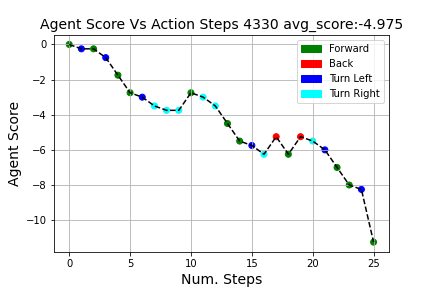 Agent Score Vs Action Steps 4330 avg_score:-4.975
Forward
Back
Turn Left
Turn Right
Agent Score
0
−2
−4
−6
−8
−10
0 5 10 15 20 25
Num. Steps